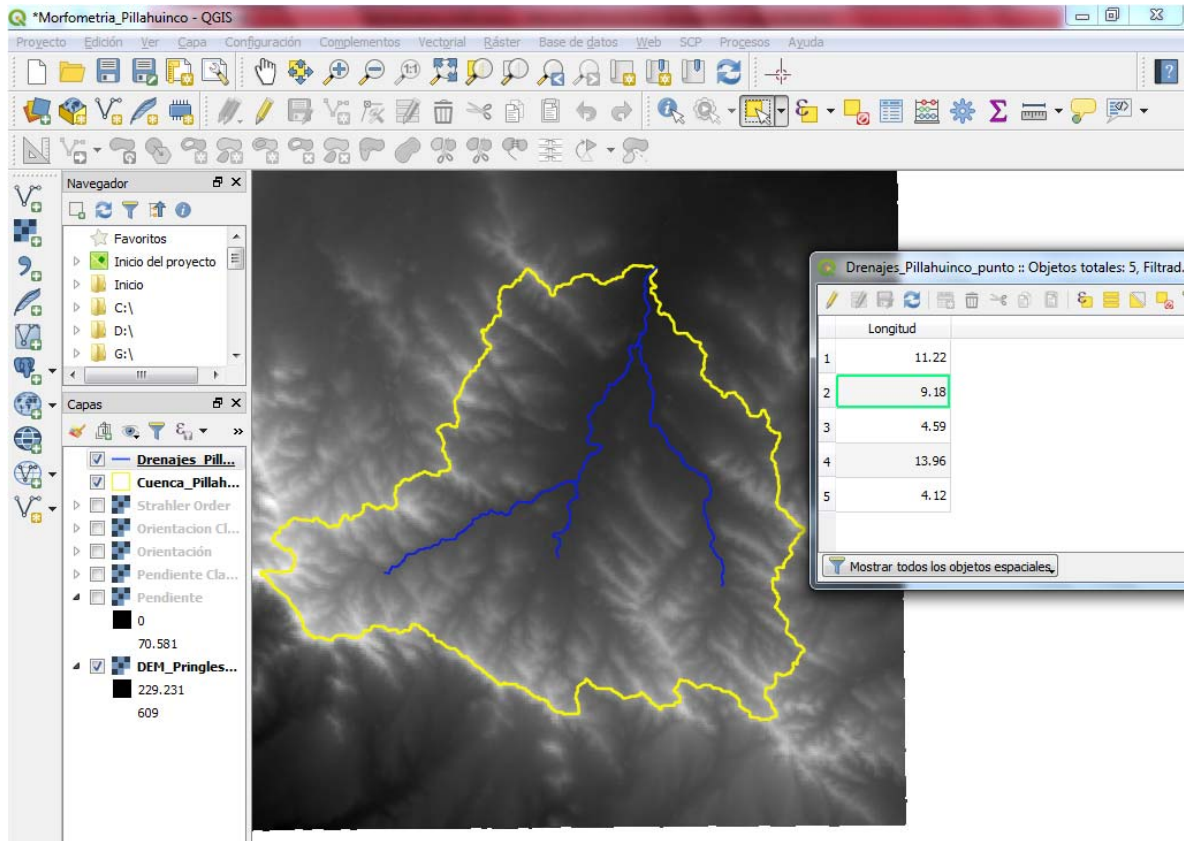 *Morfometria_Pillahuinco - QGIS
Proyecto Edición Ver Capa Configuración Complementos Vectorial Ráster Base de datos Web SCP Procesos Ayuda
1:1
Navegador
Favoritos
Inicio del proyecto
Inicio
C:\
D:\
G:\
Capas
Drenajes_Pill...
Cuenca_Pillah...
Strahler Order
Orientacion Cl...
Orientación
Pendiente Cla...
Pendiente
0
70.581
DEM_Pringles...
229.231
609
Drenajes_Pillahuinco_punto :: Objetos totales: 5, Filtrad.
Longitud
1 11.22
2 9.18
3 4.59
4 13.96
5 4.12
Mostrar todos los objetos espaciales